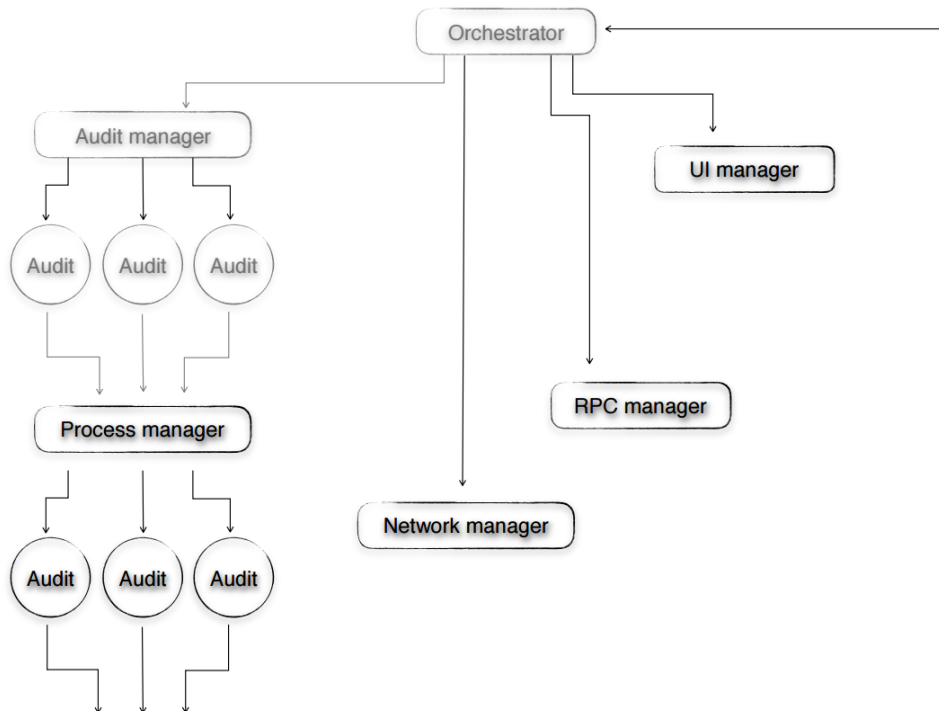 Orchestrator
Audit manager
UI manager
Audit
Audit
Audit
RPC manager
Process manager
Network manager
Audit
Audit
Audit